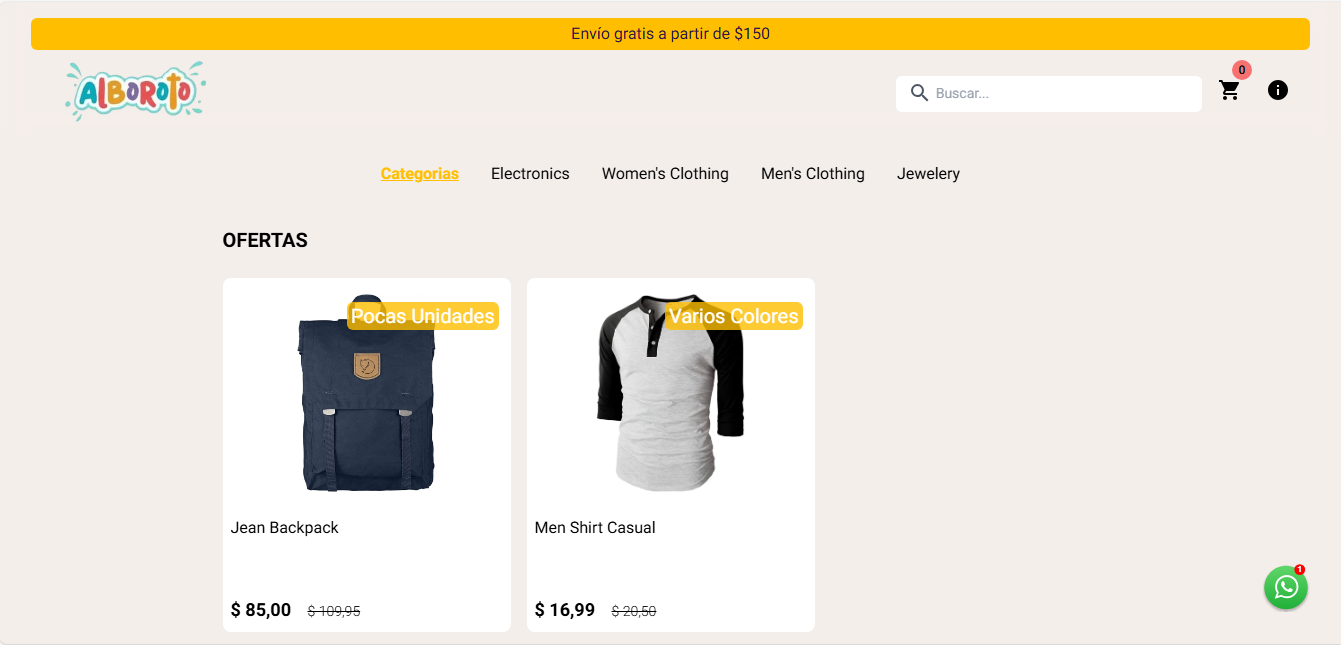 Envío gratis a partir de $150
ALBOROTO
Buscar...
0
Categorias Electronics Women's Clothing Men's Clothing Jewelery
OFERTAS
Pocas Unidades
Varios Colores
Jean Backpack
Men Shirt Casual
$ 85,00 $ 109,95
$ 16,99 $ 20,50
1